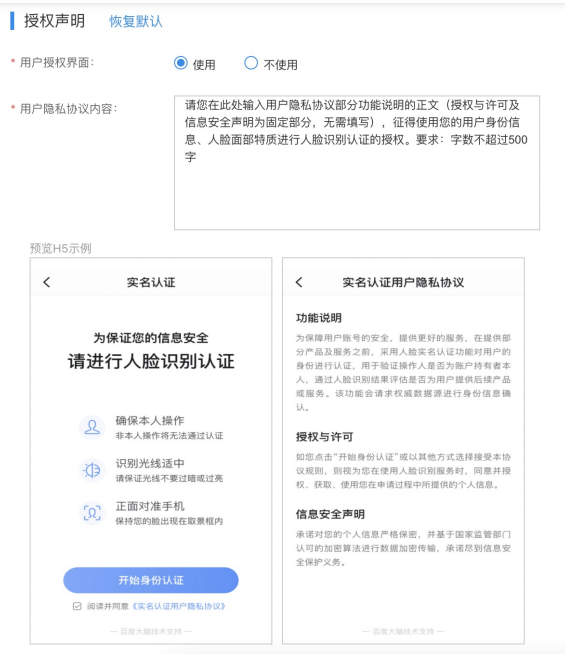 授权声明 恢复默认
* 用户授权界面： 使用 不使用
* 用户隐私协议内容：
请您在此处输入用户隐私协议部分功能说明的正文（授权与许可及
信息安全声明为固定部分，无需填写），征得使用您的用户身份信
息、人脸面部特质进行人脸识别认证的授权。要求：字数不超过500
字
预览H5示例
实名认证
为保证您的信息安全
请进行人脸识别认证
确保本人操作
非本人操作将无法通过认证
识别光线适中
请保证光线不要过暗或过亮
正面对准手机
保持您的脸出现在取景框内
开始身份认证
阅读并同意《实名认证用户隐私协议》
— 百度大脑技术支持 —
实名认证用户隐私协议
功能说明
为保障用户账号的安全，提供更好的服务，在提供部
分产品及服务之前，采用人脸实名认证功能对用户的
身份进行认证，用于验证操作人是否为账户持有者本
人，通过人脸识别结果评估是否为用户提供后续产品
或服务。该功能会请求权威数据源进行身份信息确
认。
授权与许可
如您点击“开始身份认证”或以其他方式选择接受本协
议规则，则视为您在使用人脸识别服务时，同意并授
权、获取、使用您在申请过程中所提供的个人信息。
信息安全声明
承诺对您的个人信息严格保密，并基于国家监管部门
认可的加密算法进行数据加密传输，承诺尽到信息安
全保护义务。
— 百度大脑技术支持 —